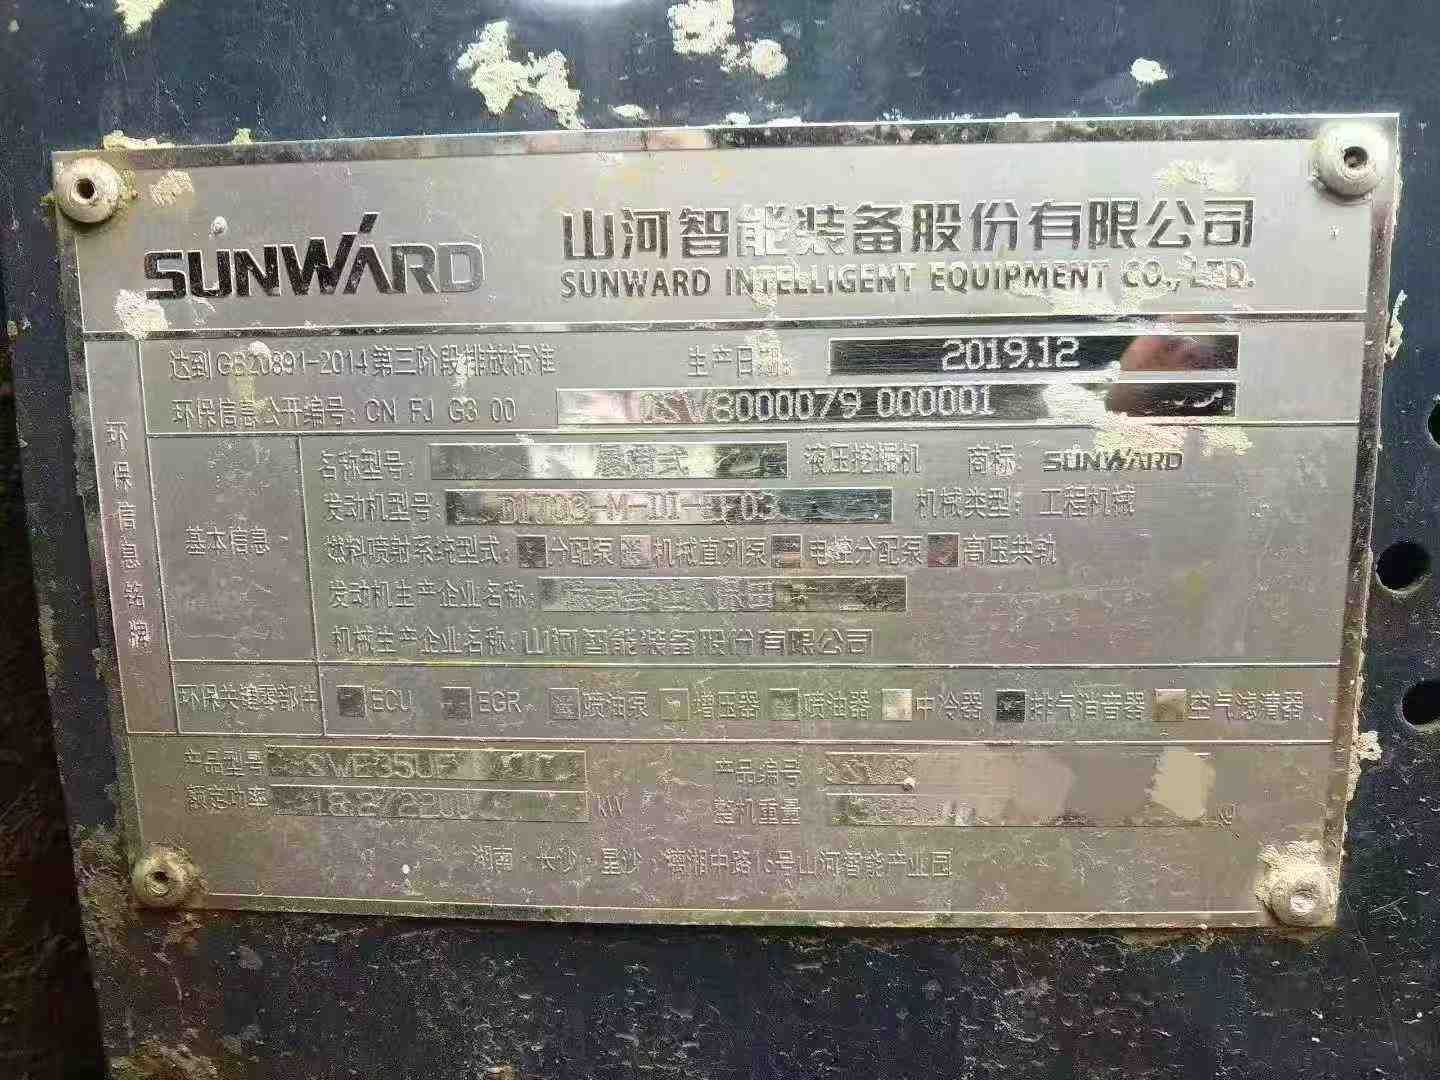 SUNWARD
山河智能装备股份有限公司
SUNWARD INTELLIGENT EQUIPMENT CO., LTD.
环保信息铭牌
达到GB20891-2014第三阶段排放标准 生产日期: 2019.12
环保信息公开编号: CN FJ G3 00 0SW8000079 000001
基本信息
名称型号: 履带式 液压挖掘机 商标: SUNWARD
发动机型号: D1703-M-DI- 机械类型: 工程机械
燃料喷射系统型式: 分配泵 机械直列泵 电控分配泵 高压共轨
发动机生产企业名称:
机械生产企业名称: 山河智能装备股份有限公司
环保关键零部件 ECU EGR 喷油泵 增压器 喷油器 中冷器 排气消音器 空气滤清器
产品型号 SWE35UF 产品编号
额定功率 18.2/2200 kW 整机重量 kg
湖南·长沙·星沙 漓湘中路16号山河智能产业园